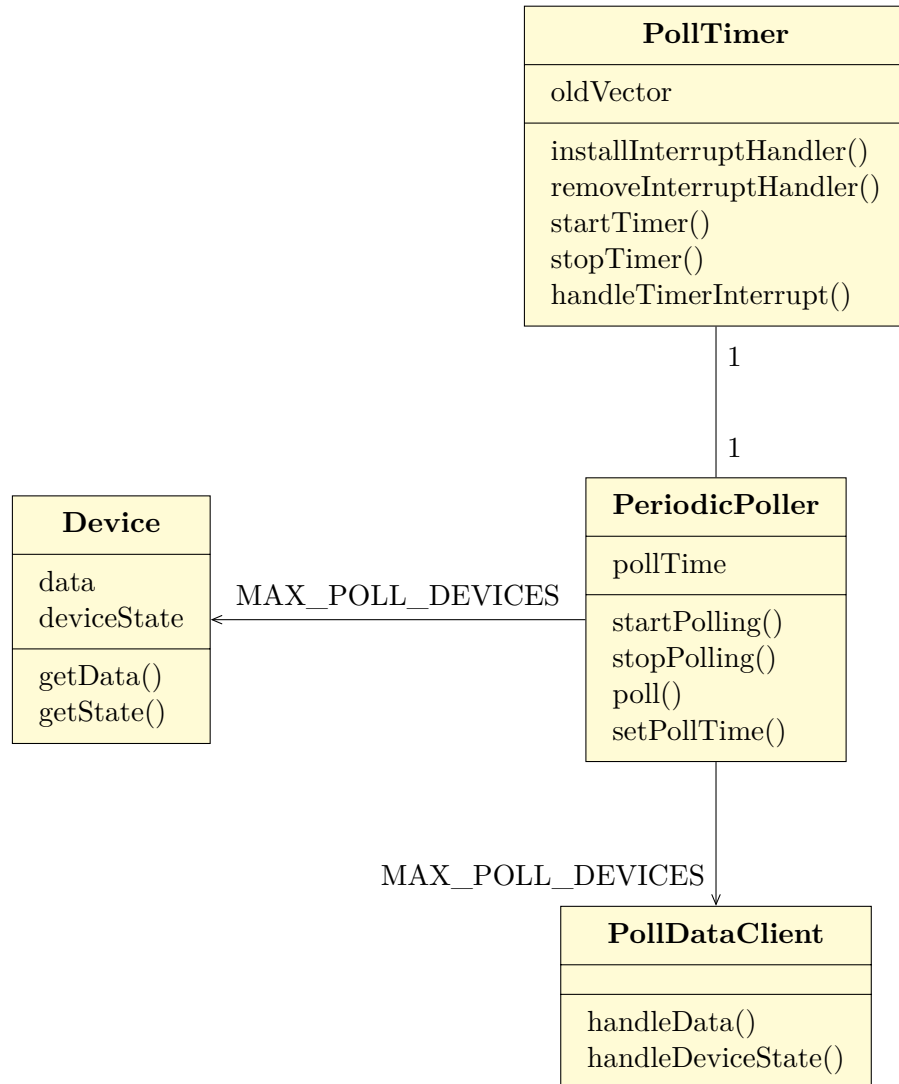 PollTimer
oldVector
installInterruptHandler()
removeInterruptHandler()
startTimer()
stopTimer()
handleTimerInterrupt()
1
1
Device
data
deviceState
getData()
getState()
MAX_POLL_DEVICES
PeriodicPoller
pollTime
startPolling()
stopPolling()
poll()
setPollTime()
MAX_POLL_DEVICES
PollDataClient
handleData()
handleDeviceState()